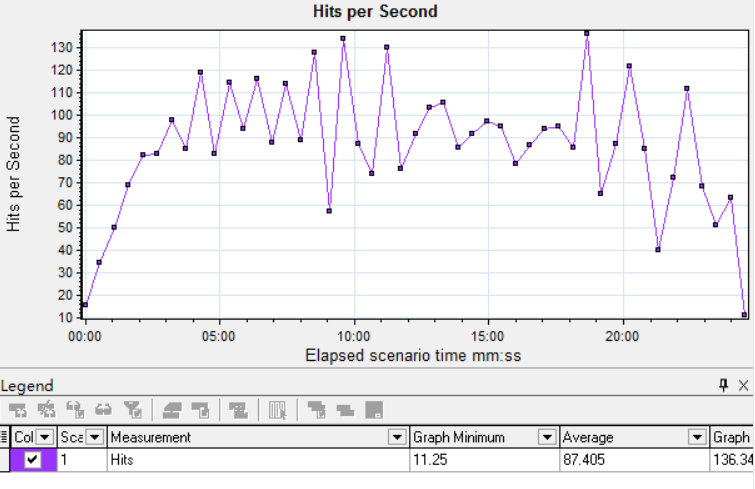 Hits per Second
Hits per Second
130
120
110
100
90
80
70
60
50
40
30
20
10
00:00 05:00 10:00 15:00 20:00
Elapsed scenario time mm:ss
Legend
Col Sca Measurement Graph Minimum Average Graph
1 Hits 11.25 87.405 136.34